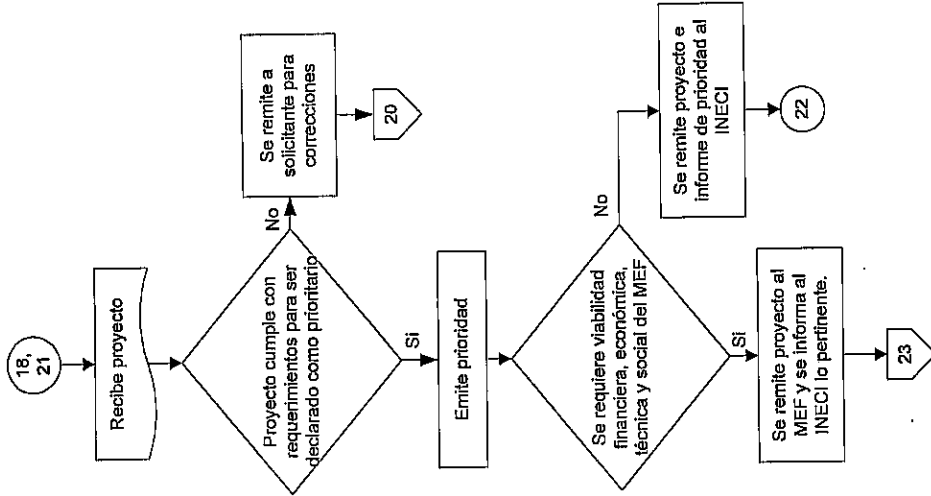 18,
21
Recibe proyecto
Proyecto cumple con
requerimientos para ser
declarado como prioritario
No
Se remite a
solicitante para
correcciones
20
Si
Emite prioridad
Se requiere viabilidad
financiera, económica,
técnica y social del MEF
No
Se remite proyecto e
informe de prioridad al
INECI
22
Si
Se remite proyecto al
MEF y se informa al
INECI lo pertinente.
23